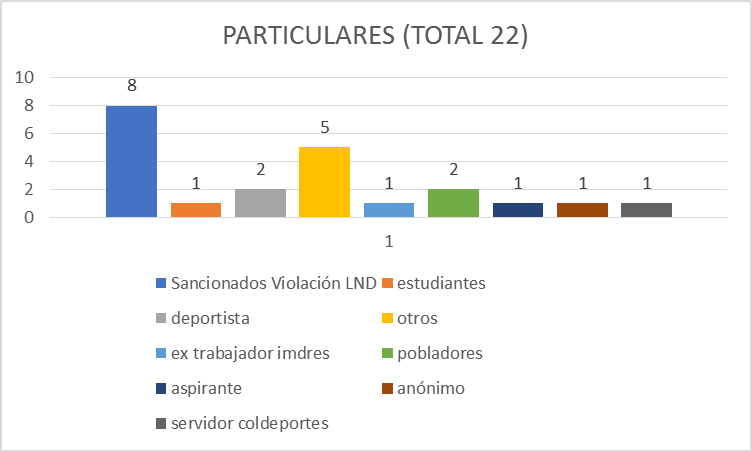 PARTICULARES (TOTAL 22)
10
8
6
4
2
0
8
1
2
5
1
2
1
1
1
1
Sancionados Violación LND estudiantes
deportista otros
ex trabajador imdres pobladores
aspirante anónimo
servidor coldeportes